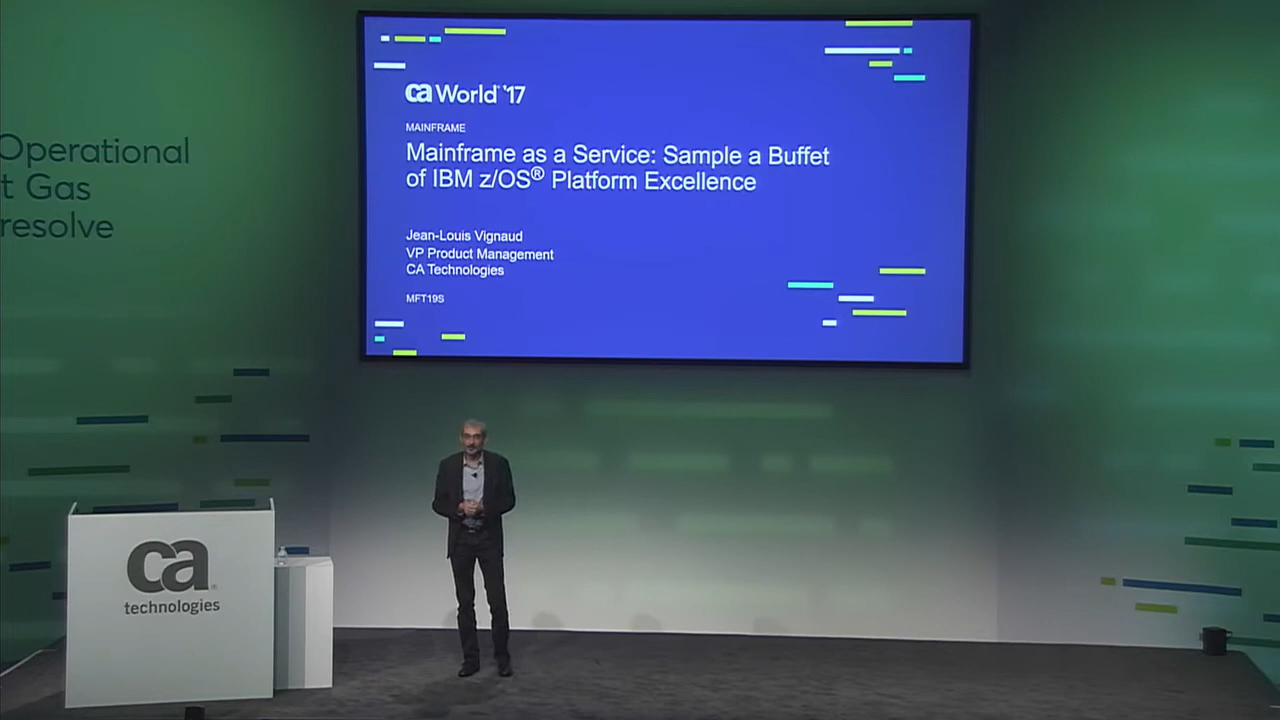 Operational
t Gas
resolve
ca World '17
MAINFRAME
Mainframe as a Service: Sample a Buffet
of IBM z/OS® Platform Excellence
Jean-Louis Vignaud
VP Product Management
CA Technologies
MFT19S
ca
technologies